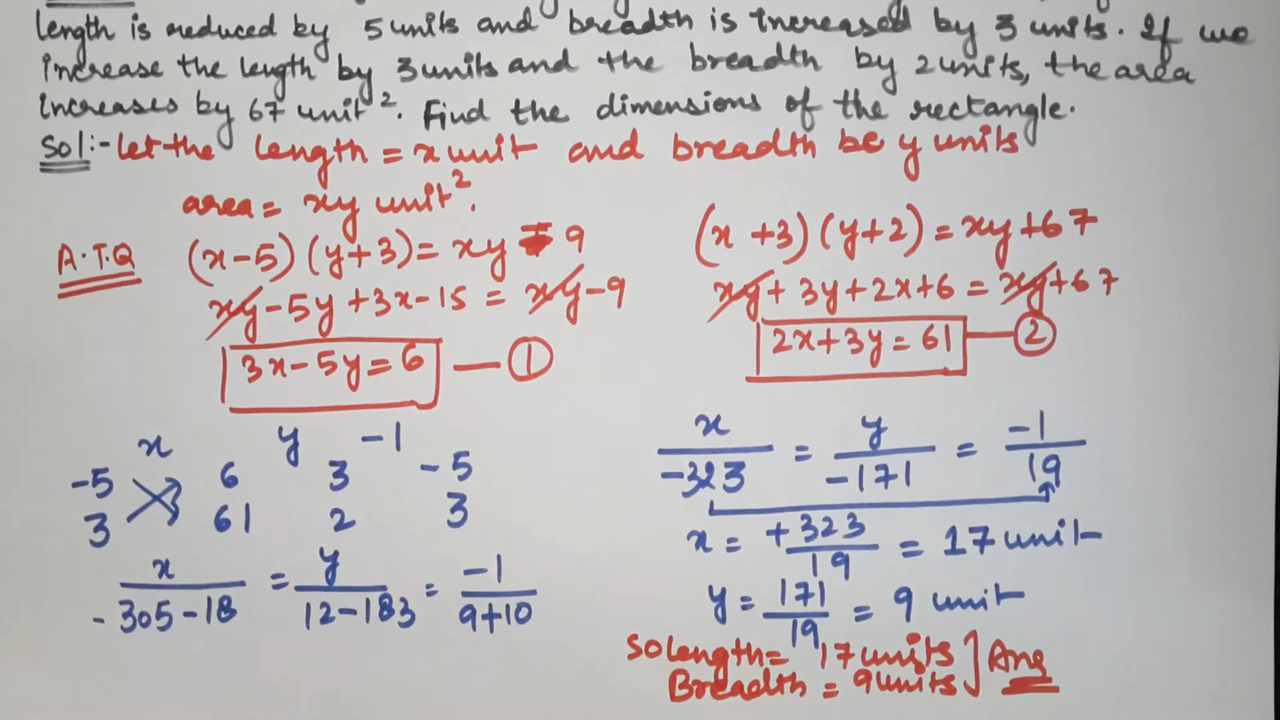 length is reduced by 5 units and breadth is increased by 3 units. If we
increase the length by 3 units and the breadth by 2 units, the area
increases by 67 unit². Find the dimensions of the rectangle.
Sol:- Let the length = x unit and breadth be y units
area = xy unit².
A.T.Q (x-5) (y+3) = xy - 9
xy - 5y + 3x - 15 = xy - 9
3x - 5y = 6 — ①
(x+3) (y+2) = xy + 67
xy + 3y + 2x + 6 = xy + 67
2x + 3y = 61 — ②
x y -1
-5 6 3 -5
3 61 2 3
x/-305-18 = y/12-183 = -1/9+10
x/-323 = y/-171 = -1/19
x = +323/19 = 17 unit
y = 171/19 = 9 unit
So length = 17 units
Breadth = 9 units ] Ans